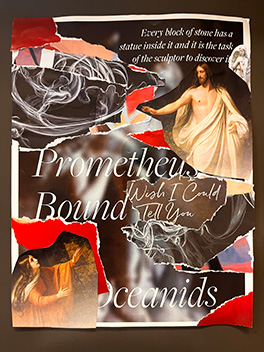 Every block of stone has a
statue inside it and it is the task
of the sculptor to discover
Prometheus
Bound
Wish I Could
Tell You
Oceanids